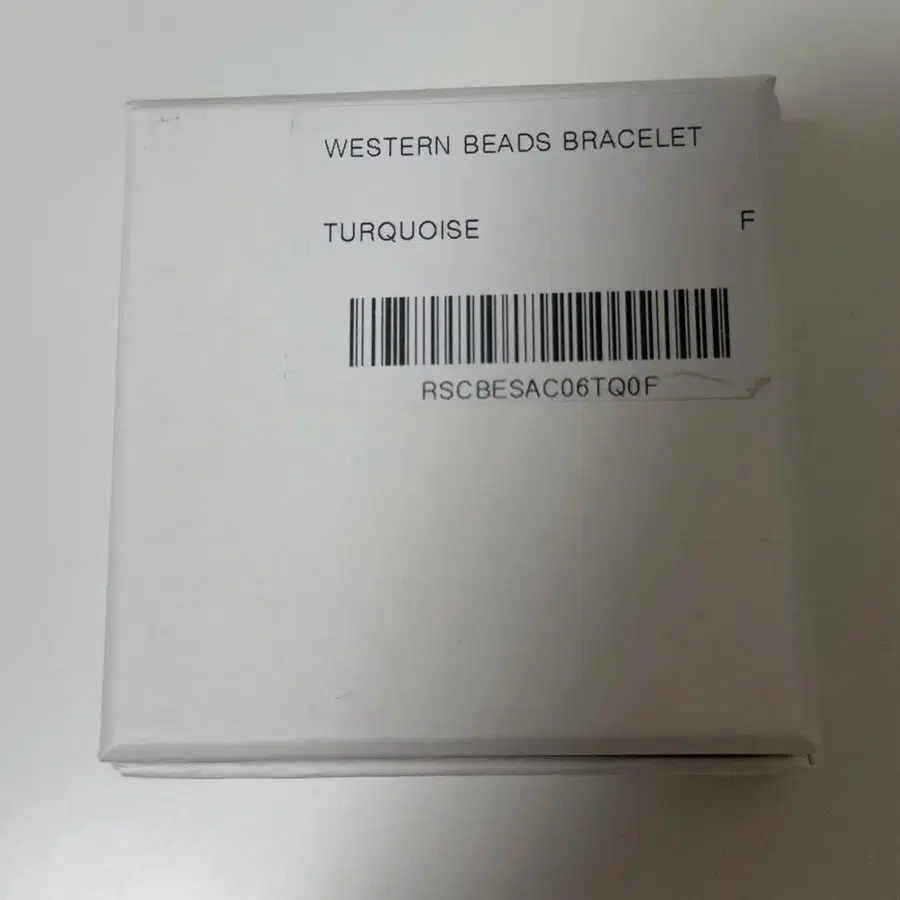 WESTERN BEADS BRACELET
TURQUOISE F
RSCBESAC06TQ0F